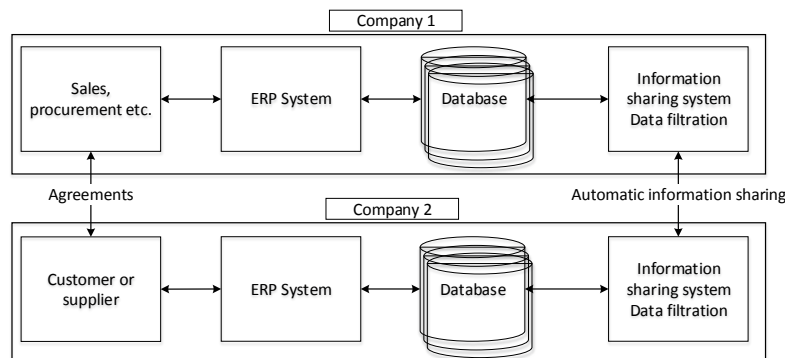 Company 1
Sales,
procurement etc.
ERP System
Database
Information
sharing system
Data filtration
Agreements
Automatic information sharing
Company 2
Customer or
supplier
ERP System
Database
Information
sharing system
Data filtration